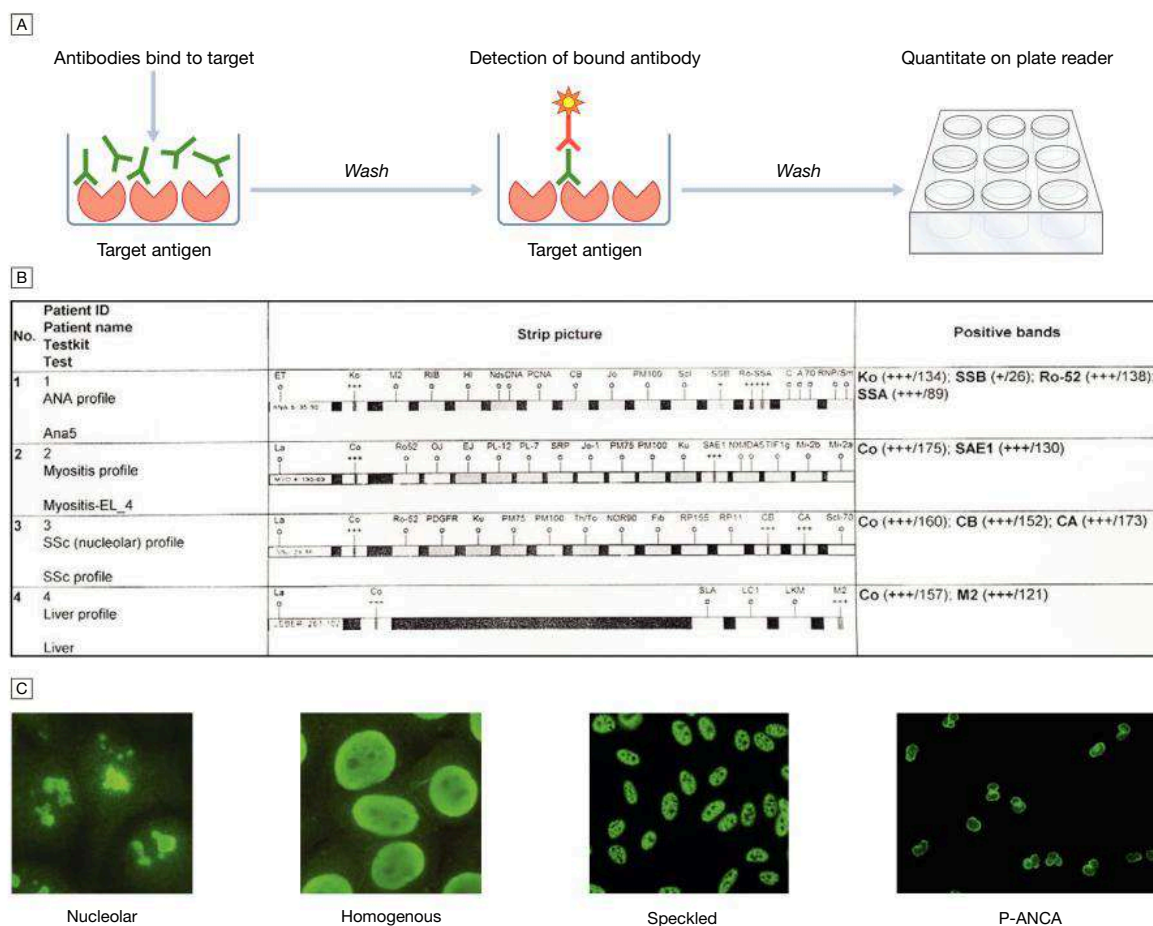 A
Antibodies bind to target
Detection of bound antibody
Quantitate on plate reader
Wash
Wash
Target antigen
Target antigen
B
No.
Patient ID
Patient name
Testkit
Test
Strip picture
Positive bands
1
1
ANA profile
Ana5
ET Ko M2 RIB HI NdsDNA PCNA CB Jo PM100 Scl SSB Ro-SSA C A 70 RNP/Sm
Ko (+++/134); SSB (+/26); Ro-52 (+++/138);
SSA (+++/89)
2
2
Myositis profile
Myositis-EL_4
La Co Ro52 OJ EJ PL-12 PL-7 SRP Jo-1 PM75 PM100 Ku SAE1 NXMDA5TIF1g Mi-2b Mi-2a
Co (+++/175); SAE1 (+++/130)
3
3
SSc (nucleolar) profile
SSc profile
La Co Ro-52 PDGFR Ku PM75 PM100 Th/To NOR90 Fib RP155 RP11 CB CA Scl-70
Co (+++/160); CB (+++/152); CA (+++/173)
4
4
Liver profile
Liver
La Co SLA LC1 LKM M2
Co (+++/157); M2 (+++/121)
C
Nucleolar
Homogenous
Speckled
P-ANCA